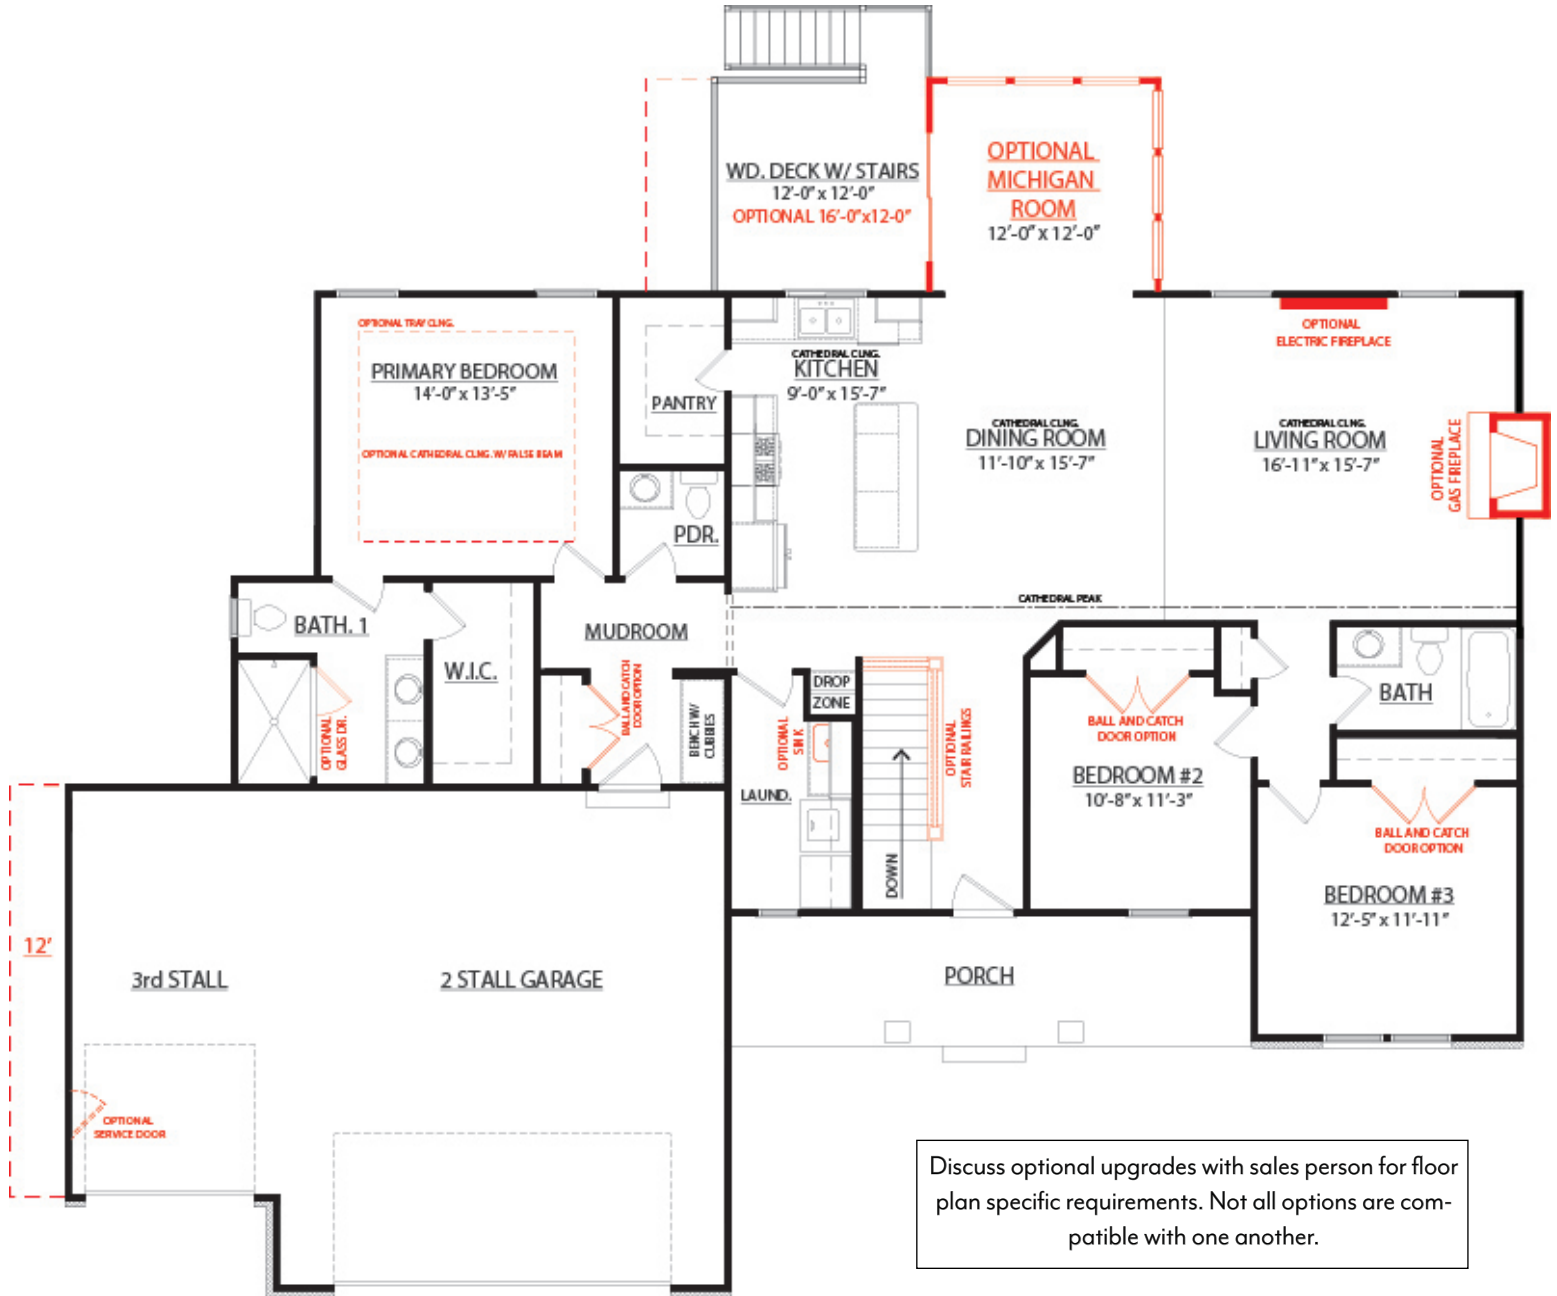 WD. DECK W/ STAIRS
12'-0" x 12'-0"
OPTIONAL 16'-0"x12-0"
OPTIONAL
MICHIGAN
ROOM
12'-0" x 12'-0"
OPTIONAL TRAY CLNG.
PRIMARY BEDROOM
14'-0" x 13'-5"
OPTIONAL CATHEDRAL CLNG. W/ FALSE BEAM
PANTRY
CATHEDRAL CLNG.
KITCHEN
9'-0" x 15'-7"
CATHEDRAL CLNG.
DINING ROOM
11'-10" x 15'-7"
OPTIONAL
ELECTRIC FIREPLACE
CATHEDRAL CLNG.
LIVING ROOM
16'-11" x 15'-7"
OPTIONAL
GAS FIREPLACE
PDR.
CATHEDRAL PEAK
BATH. 1
MUDROOM
W.I.C.
OPTIONAL
GLASS DR.
BALL AND CATCH
DOOR OPTION
BENCH W/
CUBBIES
DROP
ZONE
OPTIONAL
SINK
LAUND.
OPTIONAL
STAIR RAILINGS
DOWN
BALL AND CATCH
DOOR OPTION
BEDROOM #2
10'-8" x 11'-3"
BATH
BALL AND CATCH
DOOR OPTION
BEDROOM #3
12'-5" x 11'-11"
12'
3rd STALL
2 STALL GARAGE
PORCH
OPTIONAL
SERVICE DOOR
Discuss optional upgrades with sales person for floor
plan specific requirements. Not all options are com-
patible with one another.